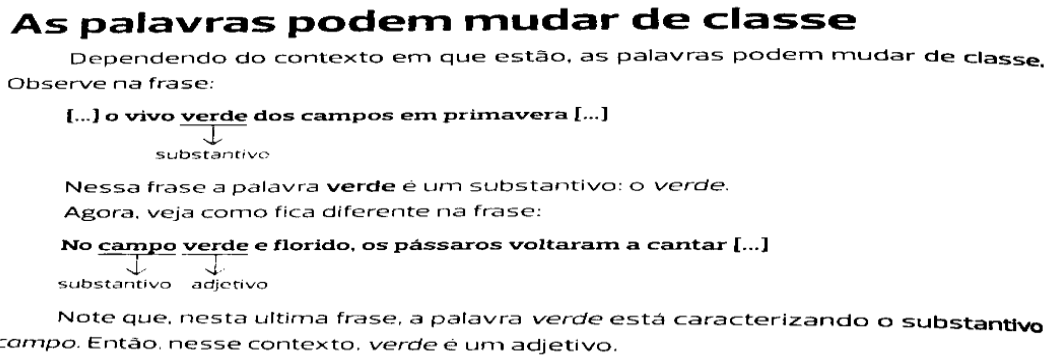 As palavras podem mudar de classe
Dependendo do contexto em que estão, as palavras podem mudar de classe.
Observe na frase:
[...] o vivo verde dos campos em primavera [...]
substantivo
Nessa frase a palavra verde é um substantivo: o verde.
Agora, veja como fica diferente na frase:
No campo verde e florido, os pássaros voltaram a cantar [...]
substantivo adjetivo
Note que, nesta ultima frase, a palavra verde está caracterizando o substantivo
campo. Então, nesse contexto, verde é um adjetivo.